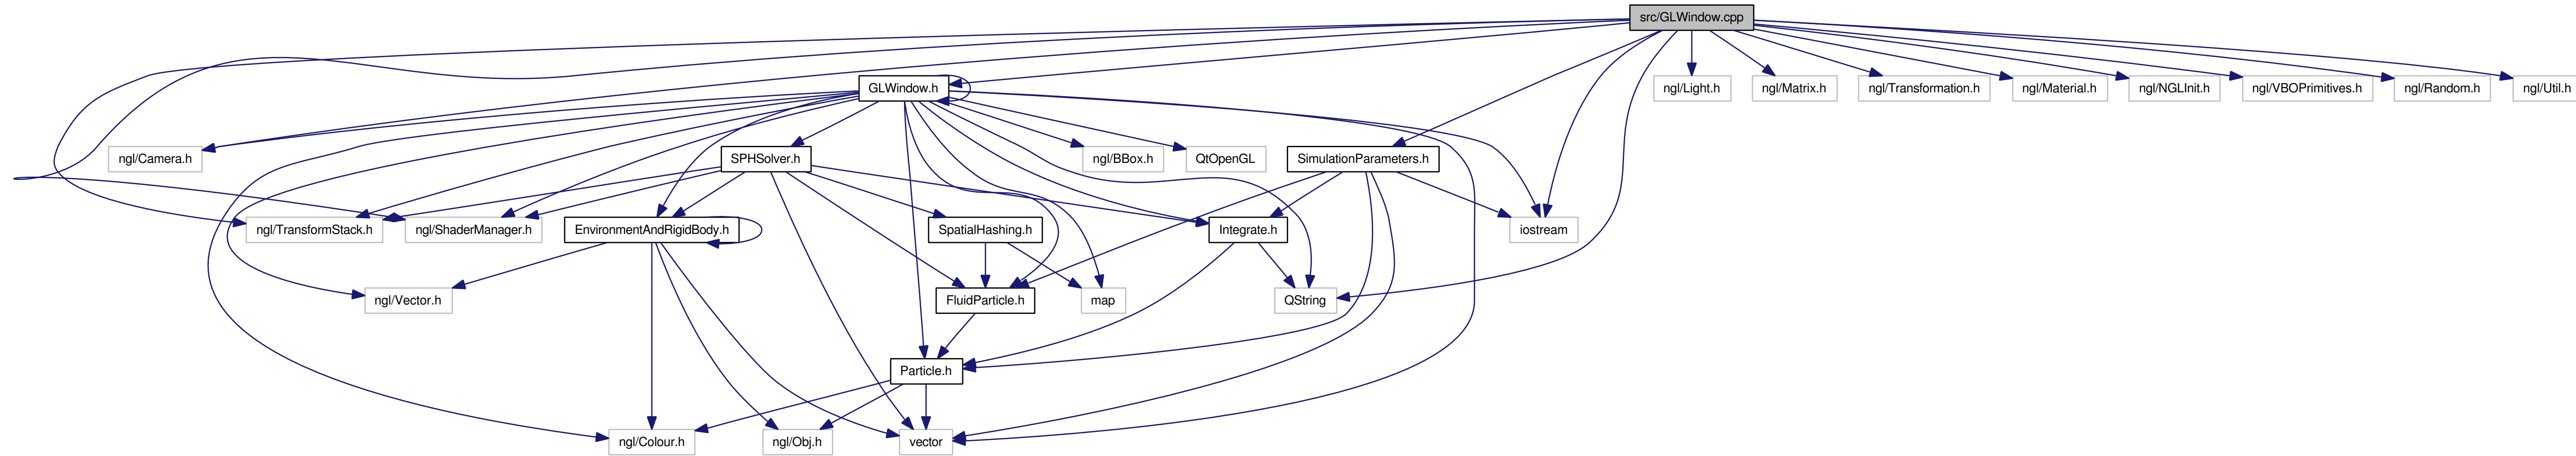 src/GLWindow.cpp
GLWindow.h
ngl/Light.h
ngl/Matrix.h
ngl/Transformation.h
ngl/Material.h
ngl/NGLInit.h
ngl/VBOPrimitives.h
ngl/Random.h
ngl/Util.h
ngl/Camera.h
SPHSolver.h
ngl/BBox.h
QtOpenGL
SimulationParameters.h
ngl/TransformStack.h
ngl/ShaderManager.h
EnvironmentAndRigidBody.h
SpatialHashing.h
Integrate.h
iostream
ngl/Vector.h
FluidParticle.h
map
QString
Particle.h
ngl/Colour.h
ngl/Obj.h
vector